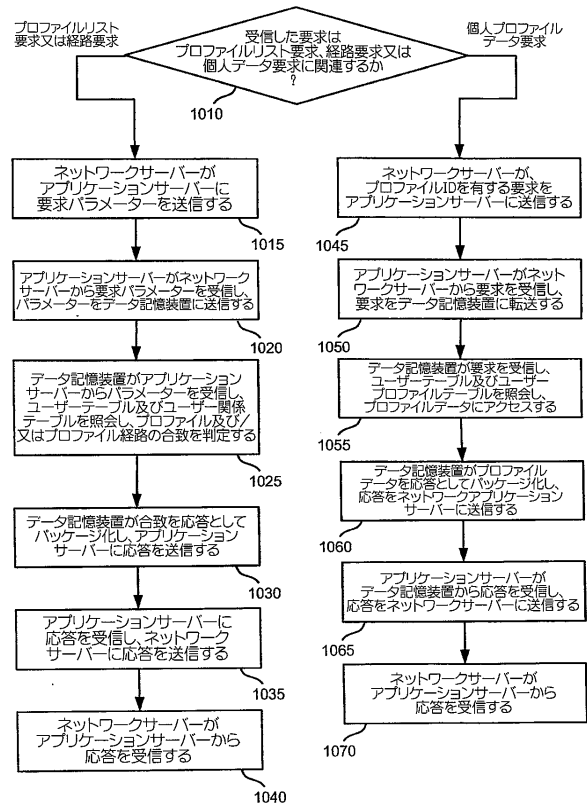 プロファイルリスト
要求又は経路要求
受信した要求は
プロファイルリスト要求、経路要求又は
個人データ要求に関連するか
?
1010
個人プロファイル
データ要求
ネットワークサーバーが
アプリケーションサーバーに
要求パラメーターを送信する
1015
アプリケーションサーバーがネットワーク
サーバーから要求パラメーターを受信し、
パラメーターをデータ記憶装置に送信する
1020
データ記憶装置がアプリケーション
サーバーからパラメーターを受信し、
ユーザーテーブル及びユーザー関係
テーブルを照会し、プロファイル及び/
又はプロファイル経路の合致を判定する
1025
データ記憶装置が合致を応答として
パッケージ化し、アプリケーション
サーバーに応答を送信する
1030
アプリケーションサーバーに
応答を受信し、ネットワーク
サーバーに応答を送信する
1035
ネットワークサーバーが
アプリケーションサーバーから
応答を受信する
1040
ネットワークサーバーが、
プロファイルIDを有する要求を
アプリケーションサーバーに送信する
1045
アプリケーションサーバーがネット
ワークサーバーから要求を受信し、
要求をデータ記憶装置に転送する
1050
データ記憶装置が要求を受信し、
ユーザーテーブル及びユーザー
プロファイルテーブルを照会し、
プロファイルデータにアクセスする
1055
データ記憶装置がプロファイル
データを応答としてパッケージ化し、
応答をネットワークアプリケーション
サーバーに送信する
1060
アプリケーションサーバーが
データ記憶装置から応答を受信し、
応答をネットワークサーバーに送信する
1065
ネットワークサーバーが
アプリケーションサーバーから
応答を受信する
1070